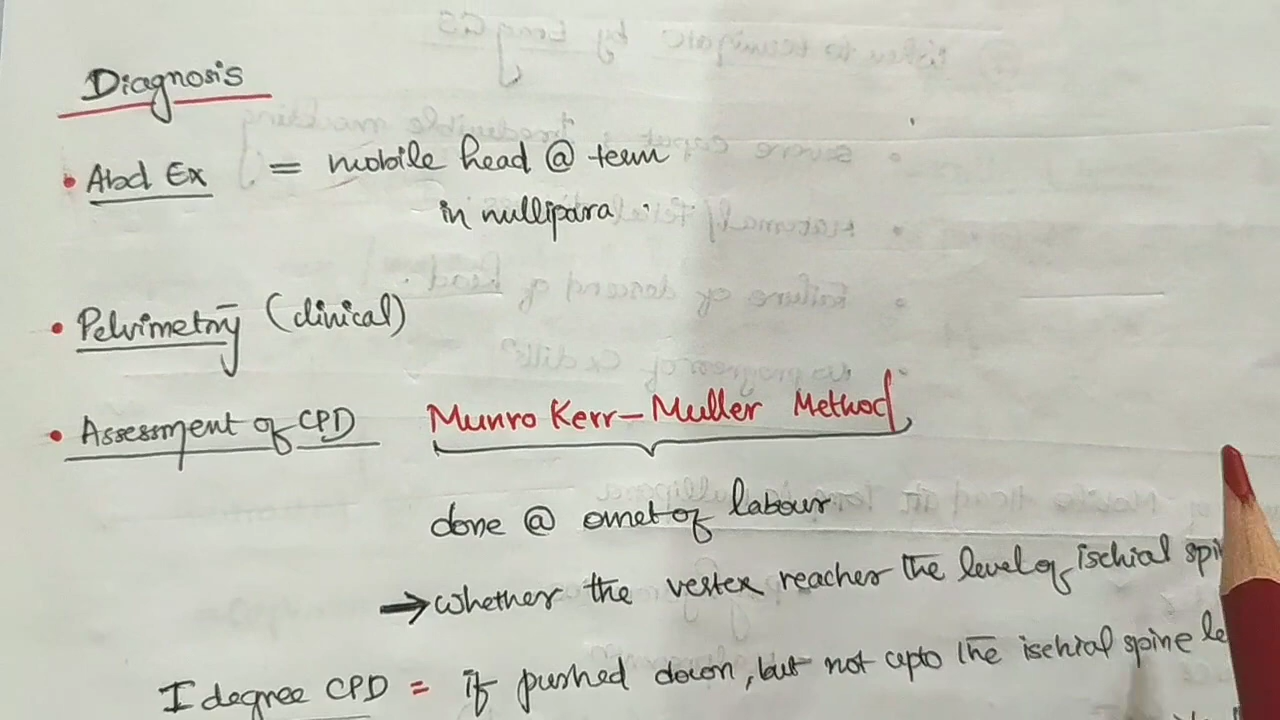 Diagnosis
• Abd Ex = mobile head @ term
in nullipara.
• Pelvimetry (clinical)
• Assessment of CPD Munro Kerr - Muller Method
done @ onset of labour
→ whether the vertex reaches the level of ischial spi
I degree CPD = if pushed down, but not upto the ischial spine le